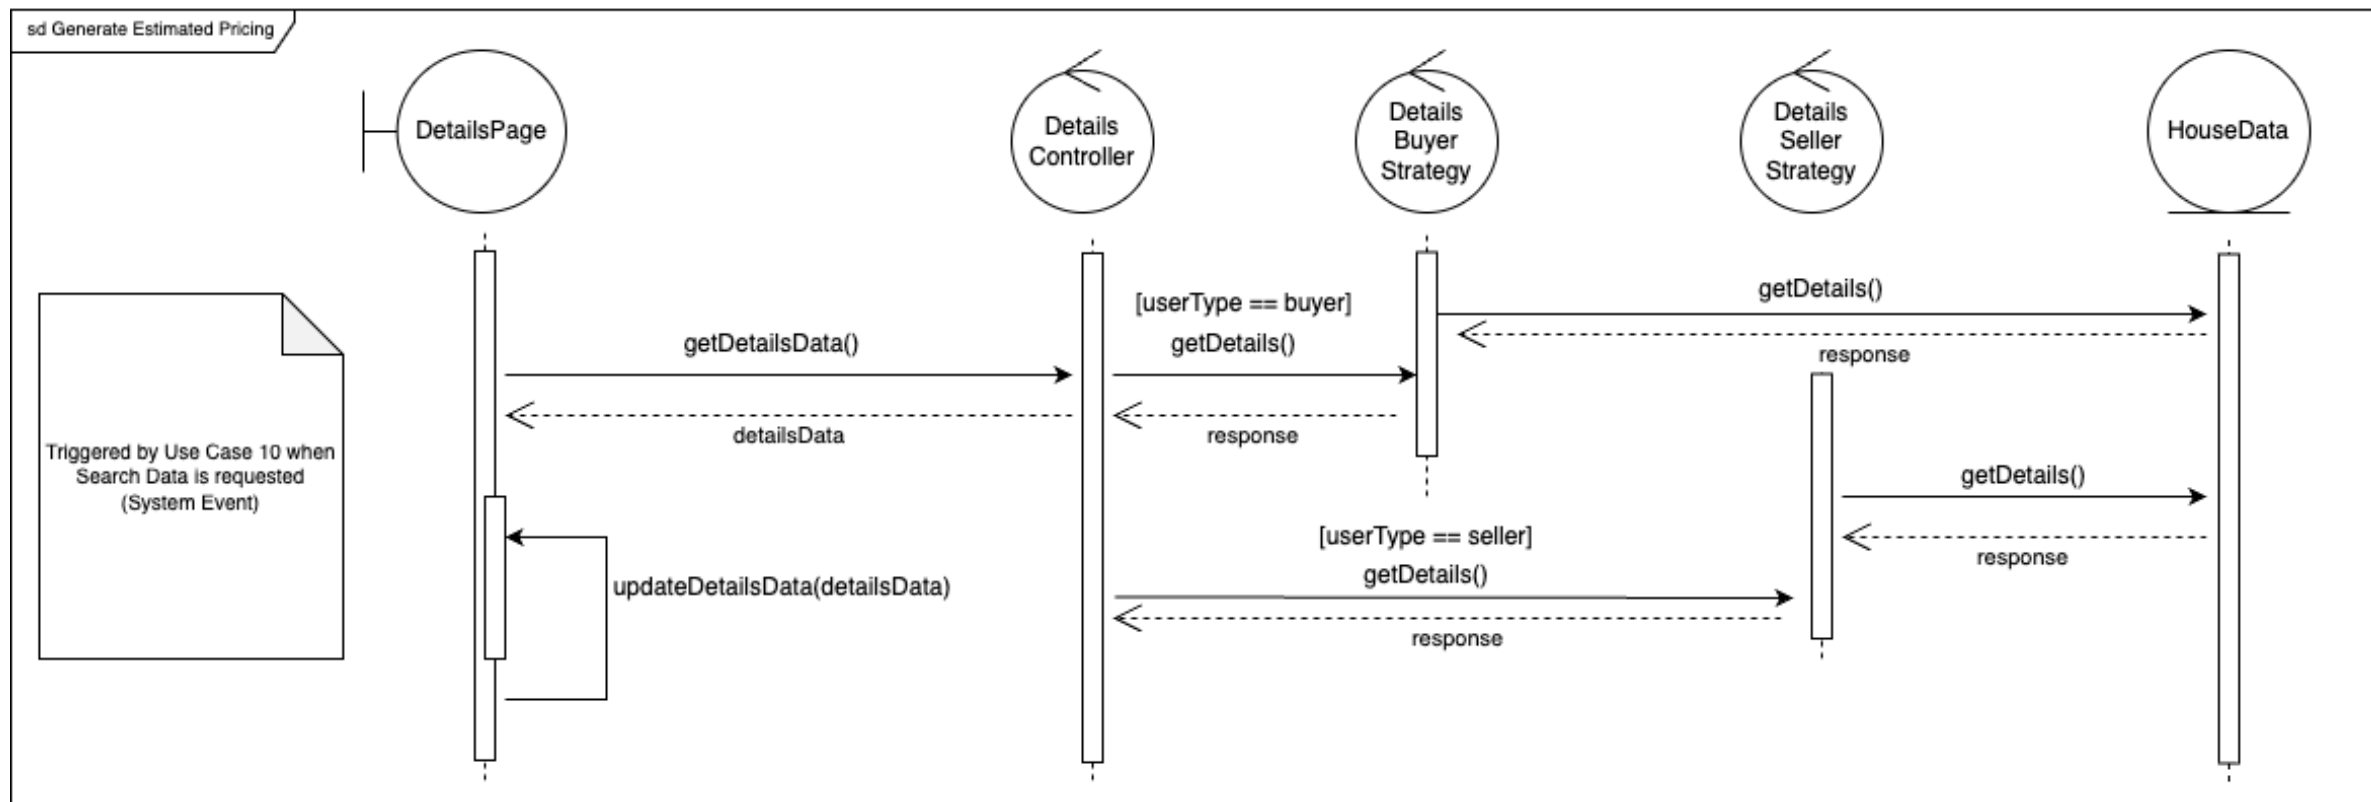 sd Generate Estimated Pricing
DetailsPage
Details
Controller
Details
Buyer
Strategy
Details
Seller
Strategy
HouseData
[userType == buyer]
getDetails()
getDetailsData()
getDetails()
response
detailsData
response
Triggered by Use Case 10 when
Search Data is requested
(System Event)
getDetails()
[userType == seller]
response
getDetails()
updateDetailsData(detailsData)
response